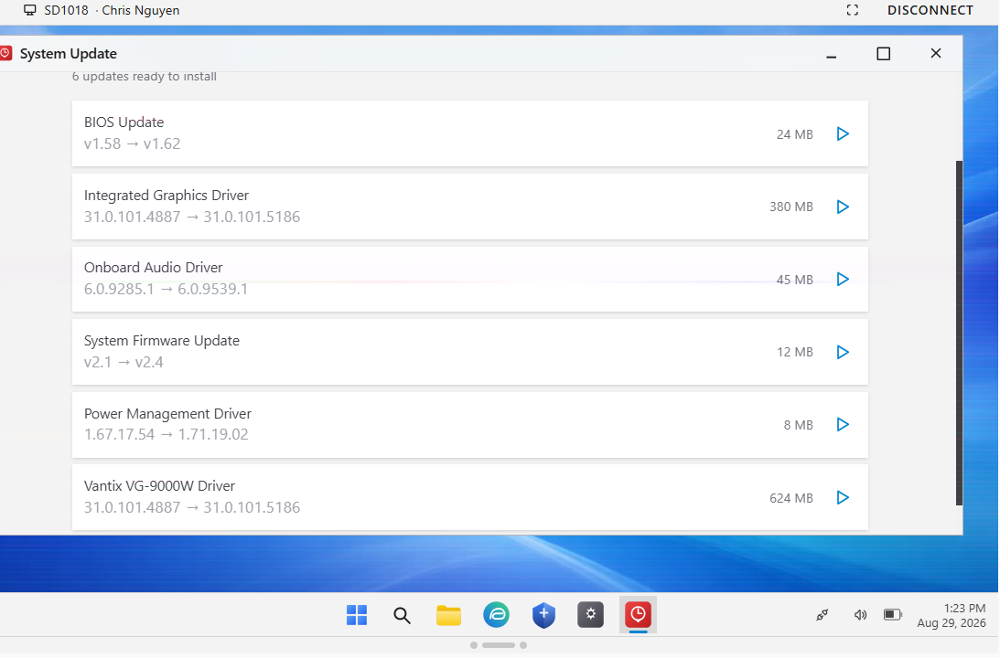 SD1018 · Chris Nguyen
DISCONNECT
System Update
6 updates ready to install
BIOS Update
v1.58 → v1.62
24 MB
Integrated Graphics Driver
31.0.101.4887 → 31.0.101.5186
380 MB
Onboard Audio Driver
6.0.9285.1 → 6.0.9539.1
45 MB
System Firmware Update
v2.1 → v2.4
12 MB
Power Management Driver
1.67.17.54 → 1.71.19.02
8 MB
Vantix VG-9000W Driver
31.0.101.4887 → 31.0.101.5186
624 MB
1:23 PM
Aug 29, 2026